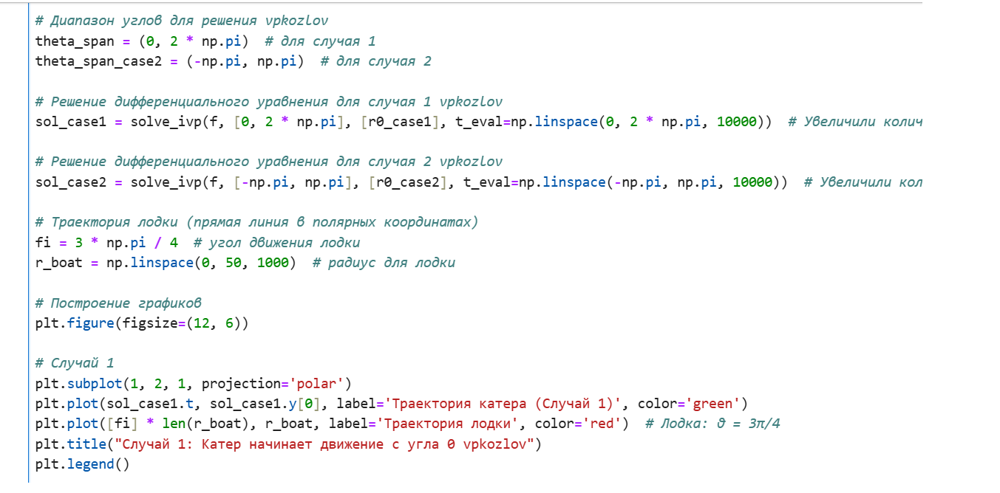 # Диапазон углов для решения vpkozlov
theta_span = (0, 2 * np.pi)  # для случая 1
theta_span_case2 = (-np.pi, np.pi)  # для случая 2
# Решение дифференциального уравнения для случая 1 vpkozlov
sol_case1 = solve_ivp(f, [0, 2 * np.pi], [r0_case1], t_eval=np.linspace(0, 2 * np.pi, 10000))  # Увеличили колич
# Решение дифференциального уравнения для случая 2 vpkozlov
sol_case2 = solve_ivp(f, [-np.pi, np.pi], [r0_case2], t_eval=np.linspace(-np.pi, np.pi, 10000))  # Увеличили кол
# Траектория лодки (прямая линия в полярных координатах)
fi = 3 * np.pi / 4  # угол движения лодки
r_boat = np.linspace(0, 50, 1000)  # радиус для лодки
# Построение графиков
plt.figure(figsize=(12, 6))
# Случай 1
plt.subplot(1, 2, 1, projection='polar')
plt.plot(sol_case1.t, sol_case1.y[0], label='Траектория катера (Случай 1)', color='green')
plt.plot([fi] * len(r_boat), r_boat, label='Траектория лодки', color='red')  # Лодка: θ = 3π/4
plt.title("Случай 1: Катер начинает движение с угла 0 vpkozlov")
plt.legend()